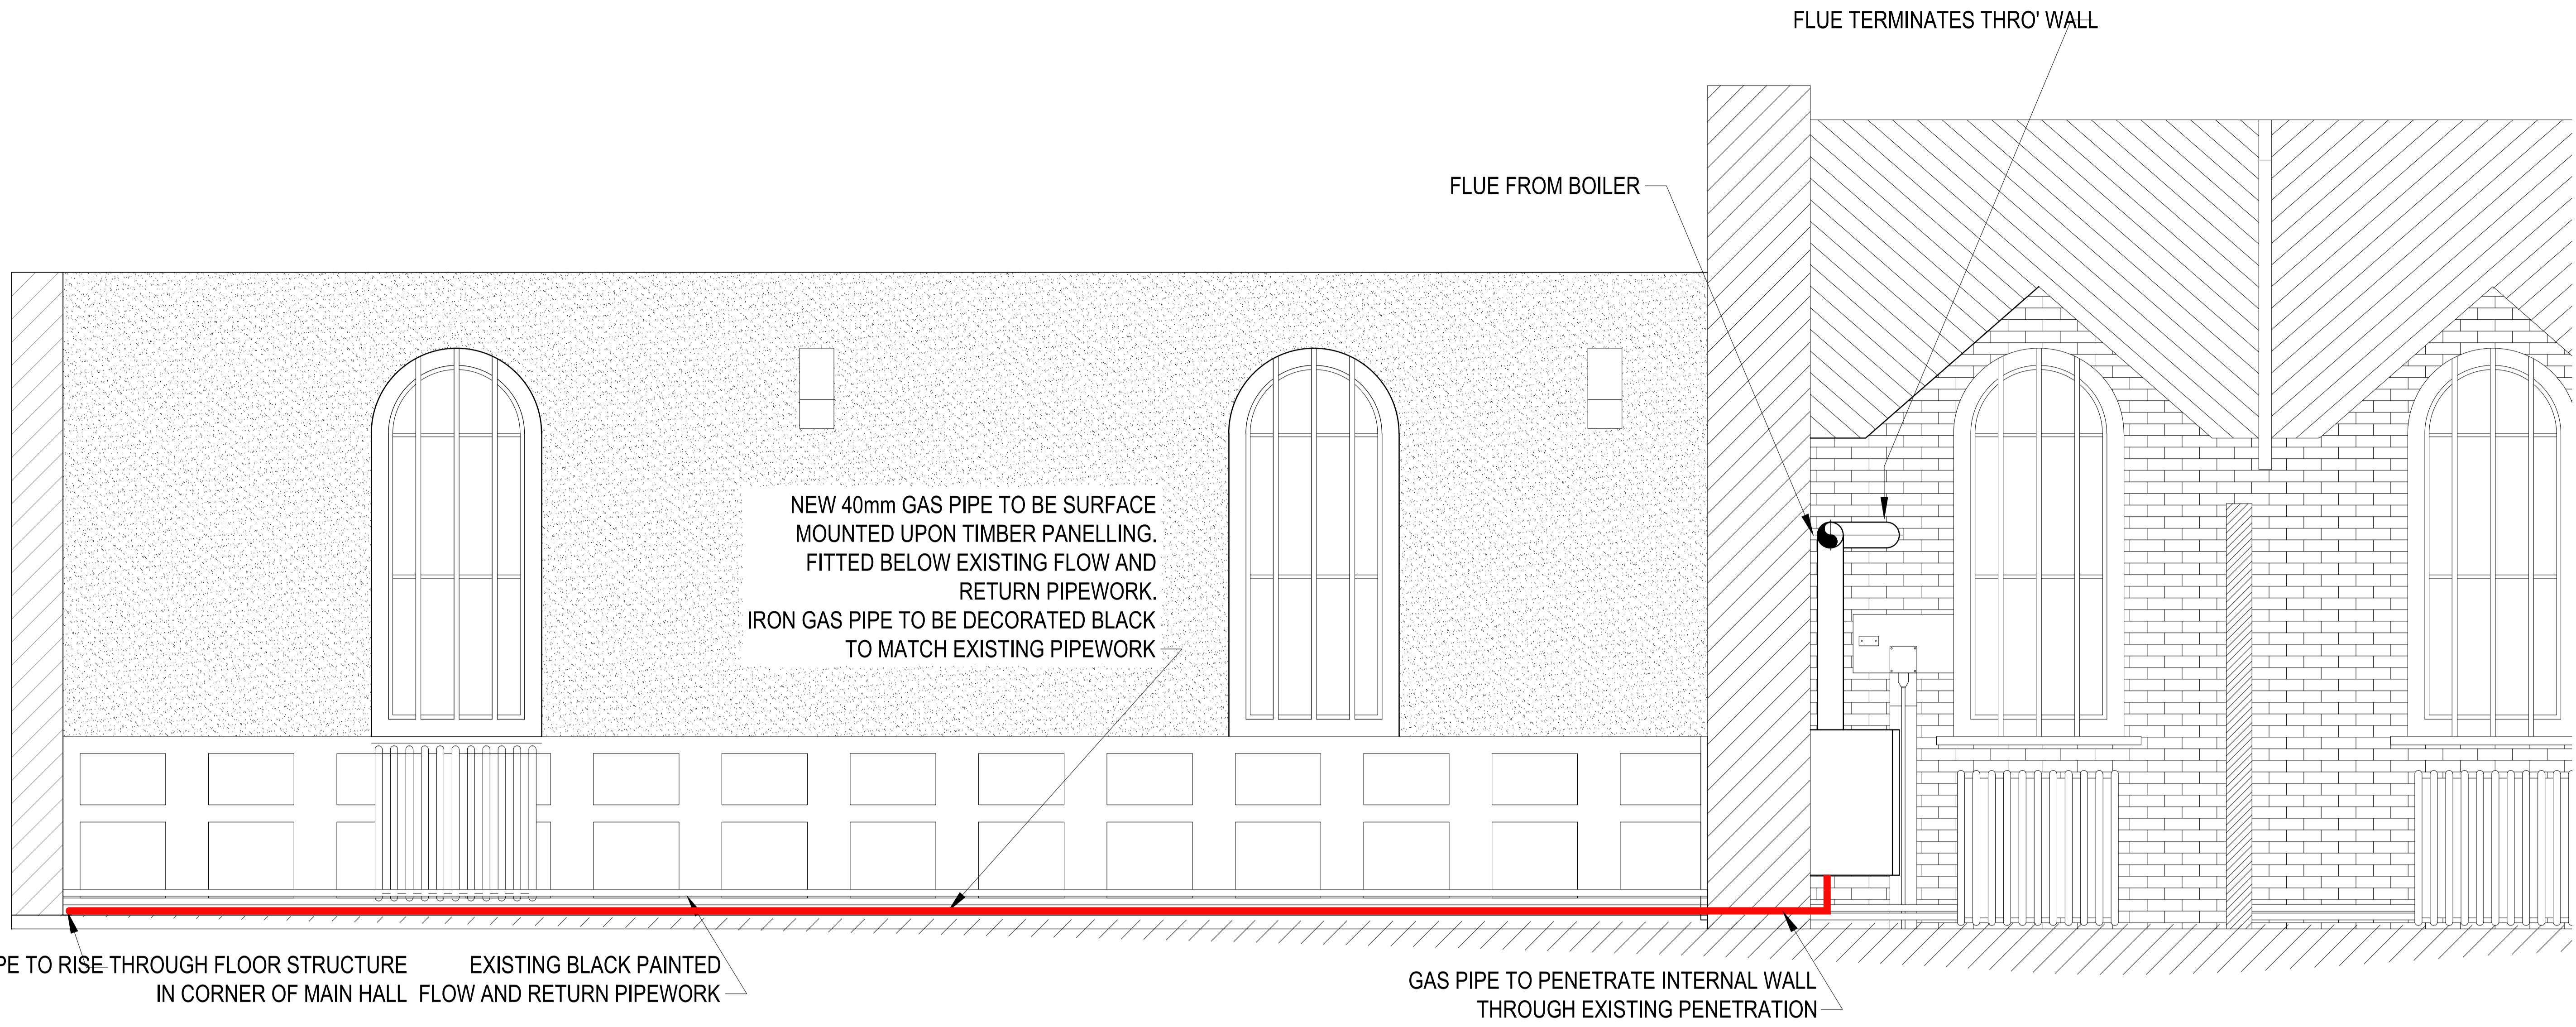 FLUE TERMINATES THRO' WALL
FLUE FROM BOILER
NEW 40mm GAS PIPE TO BE SURFACE
MOUNTED UPON TIMBER PANELLING.
FITTED BELOW EXISTING FLOW AND
RETURN PIPEWORK.
IRON GAS PIPE TO BE DECORATED BLACK
TO MATCH EXISTING PIPEWORK
PE TO RISE THROUGH FLOOR STRUCTURE
IN CORNER OF MAIN HALL
EXISTING BLACK PAINTED
FLOW AND RETURN PIPEWORK
GAS PIPE TO PENETRATE INTERNAL WALL
THROUGH EXISTING PENETRATION